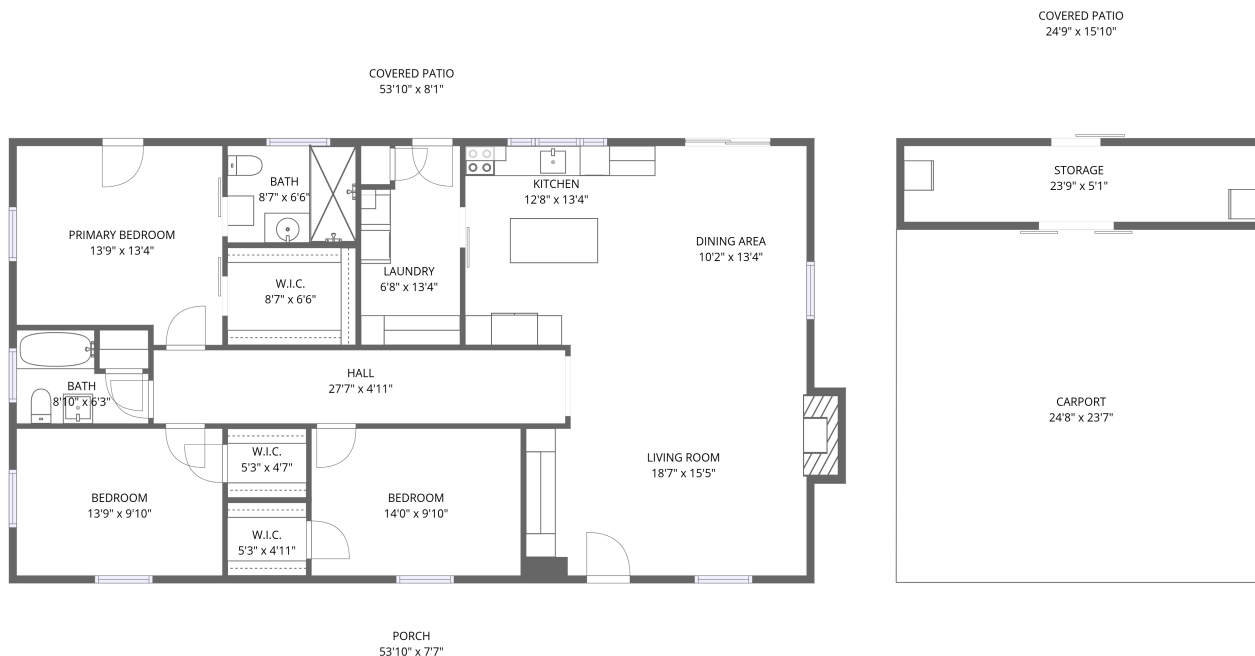 COVERED PATIO
24'9" x 15'10"
COVERED PATIO
53'10" x 8'1"
BATH
8'7" x 6'6"
KITCHEN
12'8" x 13'4"
STORAGE
23'9" x 5'1"
PRIMARY BEDROOM
13'9" x 13'4"
DINING AREA
10'2" x 13'4"
W.I.C.
8'7" x 6'6"
LAUNDRY
6'8" x 13'4"
HALL
27'7" x 4'11"
BATH
8'10" x 6'3"
CARPORT
24'8" x 23'7"
W.I.C.
5'3" x 4'7"
LIVING ROOM
18'7" x 15'5"
BEDROOM
13'9" x 9'10"
BEDROOM
14'0" x 9'10"
W.I.C.
5'3" x 4'11"
PORCH
53'10" x 7'7"